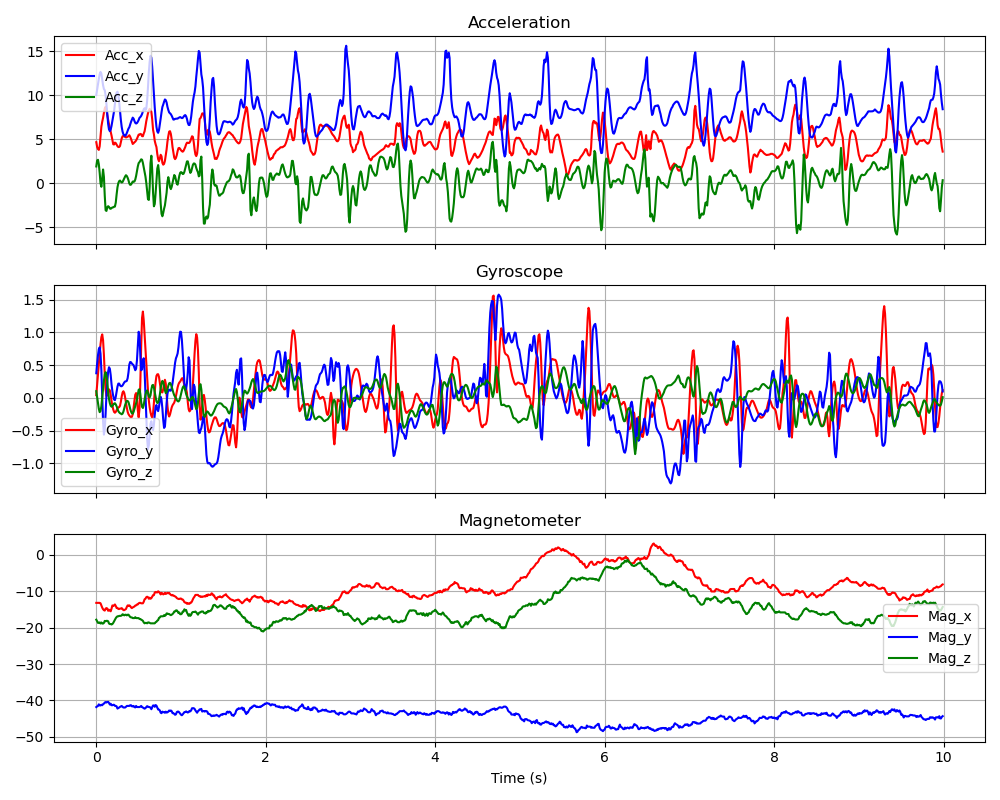 Acceleration
15
10
5
0
−5
Acc_x
Acc_y
Acc_z
Gyroscope
1.5
1.0
0.5
0.0
−0.5
−1.0
Gyro_x
Gyro_y
Gyro_z
Magnetometer
0
−10
−20
−30
−40
−50
Mag_x
Mag_y
Mag_z
0 2 4 6 8 10
Time (s)